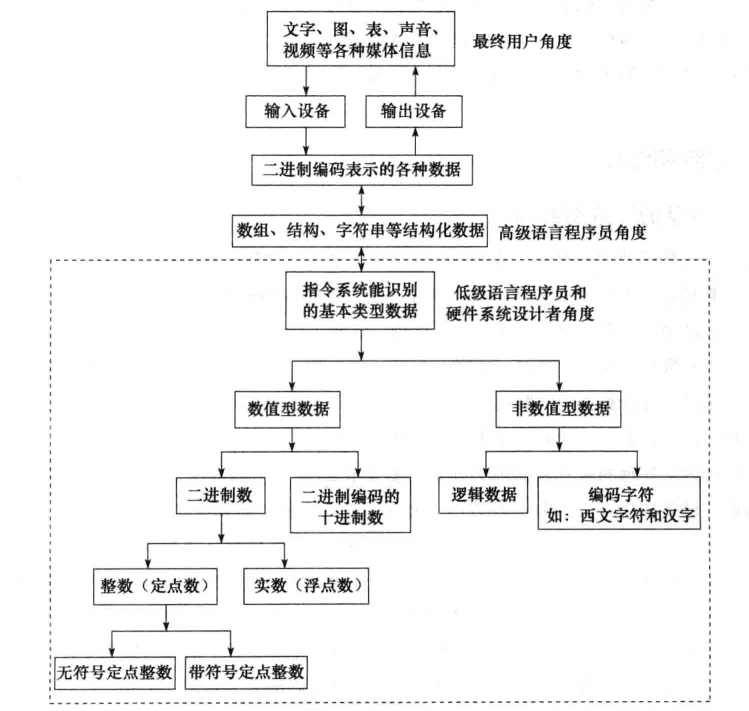 文字、图、表、声音、
视频等各种媒体信息
最终用户角度
输入设备
输出设备
二进制编码表示的各种数据
数组、结构、字符串等结构化数据
高级语言程序员角度
指令系统能识别
的基本类型数据
低级语言程序员和
硬件系统设计者角度
数值型数据
非数值型数据
二进制数
二进制编码的
十进制数
逻辑数据
编码字符
如：西文字符和汉字
整数（定点数）
实数（浮点数）
无符号定点整数
带符号定点整数